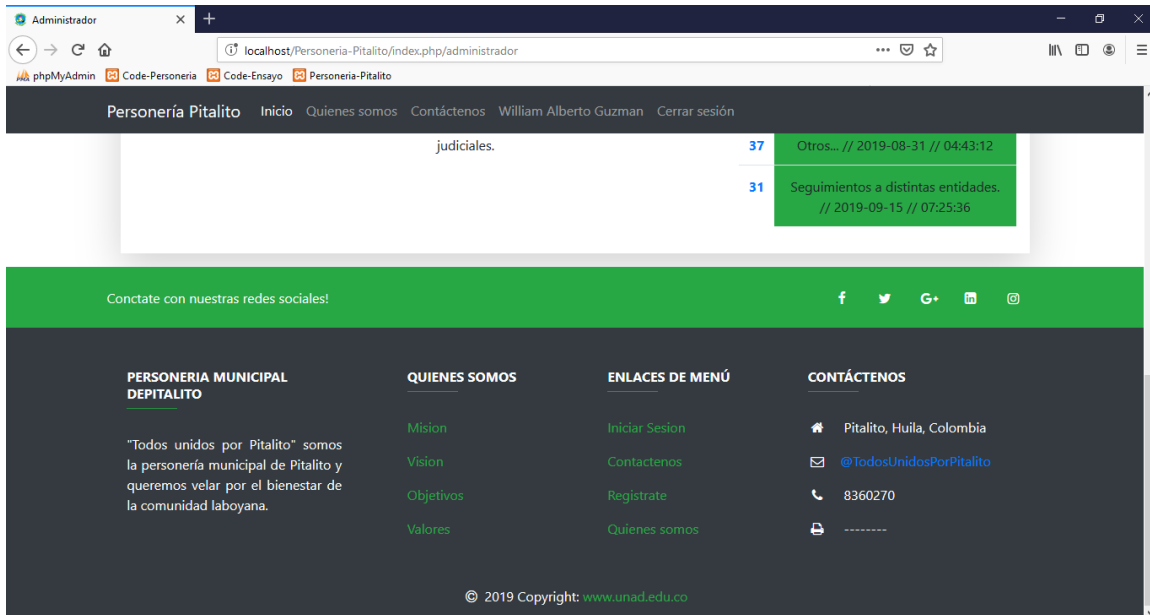 Administrador
localhost/Personeria-Pitalito/index.php/administrador
phpMyAdmin Code-Personeria Code-Ensayo Personeria-Pitalito
Personería Pitalito Inicio Quienes somos Contáctenos William Alberto Guzman Cerrar sesión
judiciales.
37 Otros... // 2019-08-31 // 04:43:12
31 Seguimientos a distintas entidades.
// 2019-09-15 // 07:25:36
Conctate con nuestras redes sociales!
PERSONERIA MUNICIPAL
DEPITALITO
"Todos unidos por Pitalito" somos
la personería municipal de Pitalito y
queremos velar por el bienestar de
la comunidad laboyana.
QUIENES SOMOS
Mision
Vision
Objetivos
Valores
ENLACES DE MENÚ
Iniciar Sesion
Contactenos
Registrate
Quienes somos
CONTÁCTENOS
Pitalito, Huila, Colombia
@TodosUnidosPorPitalito
8360270
--------
© 2019 Copyright: www.unad.edu.co